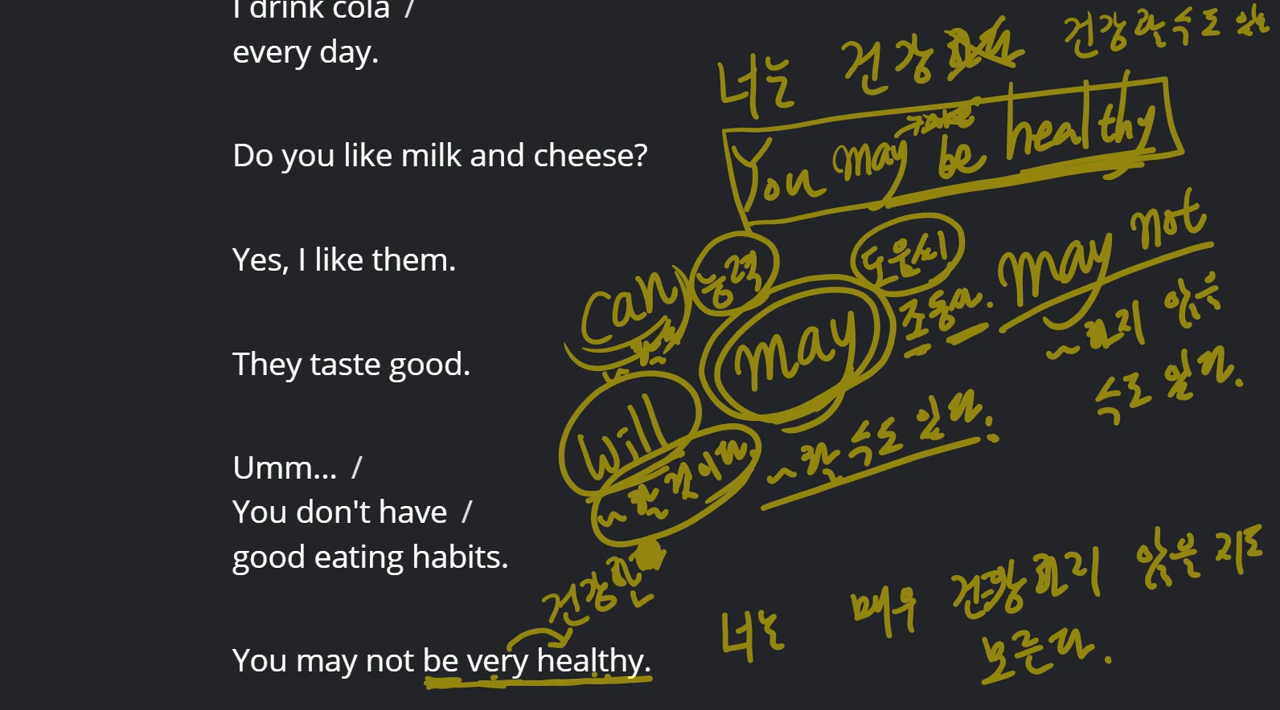 I drink cola /
every day.
Do you like milk and cheese?
Yes, I like them.
They taste good.
Umm... /
You don't have /
good eating habits.
You may not be very healthy.
너는 건강 건강할 수도 있
You may be healthy
can 능력
도움씨
may 조동사.
may not
~하지 않을
수도 있다.
will
~할 것이다.
~할 수도 있다.
건강한
너는 매우 건강하지 않을 지도
모른다.